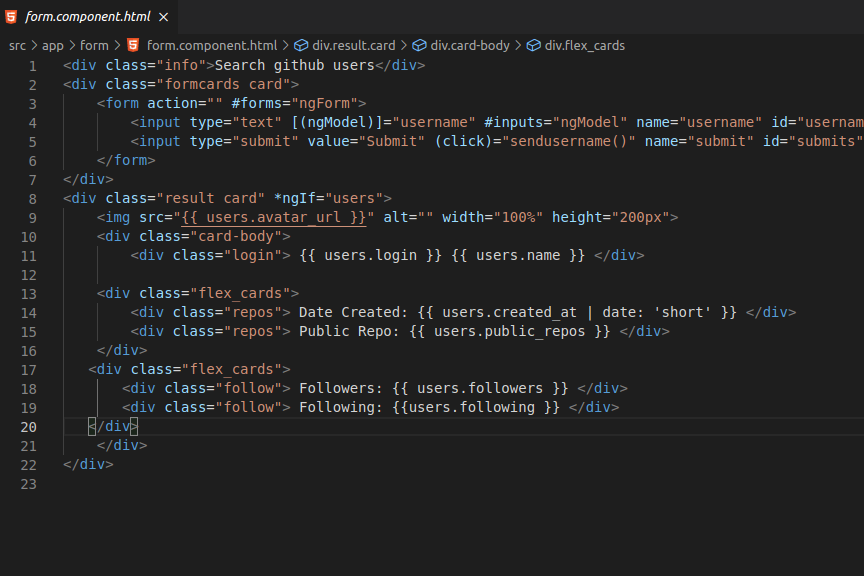 form.component.html
src > app > form > form.component.html > div.result.card > div.card-body > div.flex_cards
1 <div class="info">Search github users</div>
2 <div class="formcards card">
3 <form action="" #forms="ngForm">
4 <input type="text" [(ngModel)]="username" #inputs="ngModel" name="username" id="usernam
5 <input type="submit" value="Submit" (click)="sendusername()" name="submit" id="submits"
6 </form>
7 </div>
8 <div class="result card" *ngIf="users">
9 <img src="{{ users.avatar_url }}" alt="" width="100%" height="200px">
10 <div class="card-body">
11 <div class="login"> {{ users.login }} {{ users.name }} </div>
12
13 <div class="flex_cards">
14 <div class="repos"> Date Created: {{ users.created_at | date: 'short' }} </div>
15 <div class="repos"> Public Repo: {{ users.public_repos }} </div>
16 </div>
17 <div class="flex_cards">
18 <div class="follow"> Followers: {{ users.followers }} </div>
19 <div class="follow"> Following: {{users.following }} </div>
20 </div>
21 </div>
22 </div>
23